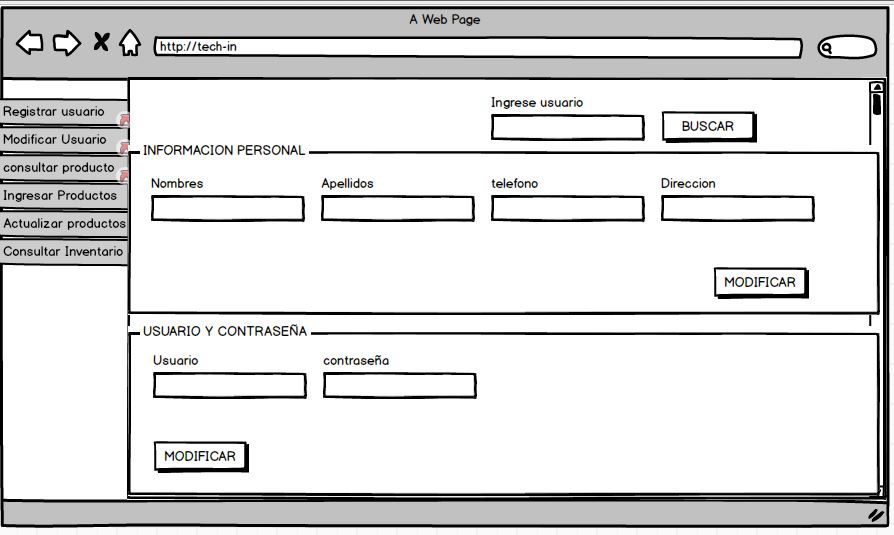 A Web Page
http://tech-in
Registrar usuario
Modificar Usuario
consultar producto
Ingresar Productos
Actualizar productos
Consultar Inventario
Ingrese usuario
BUSCAR
INFORMACION PERSONAL
Nombres Apellidos telefono Direccion
MODIFICAR
USUARIO Y CONTRASEÑA
Usuario contraseña
MODIFICAR